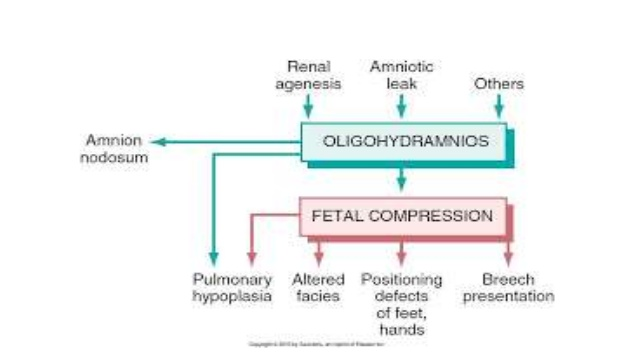 Renal
agenesis
Amniotic
leak
Others
Amnion
nodosum
OLIGOHYDRAMNIOS
FETAL COMPRESSION
Pulmonary
hypoplasia
Altered
facies
Positioning
defects
of feet,
hands
Breech
presentation